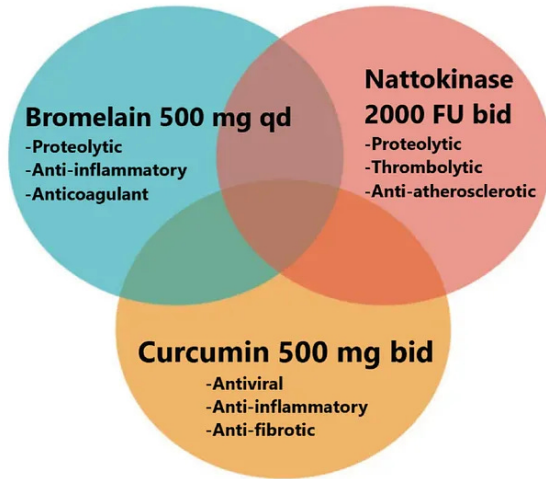 Bromelain 500 mg qd
-Proteolytic
-Anti-inflammatory
-Anticoagulant
Nattokinase
2000 FU bid
-Proteolytic
-Thrombolytic
-Anti-atherosclerotic
Curcumin 500 mg bid
-Antiviral
-Anti-inflammatory
-Anti-fibrotic